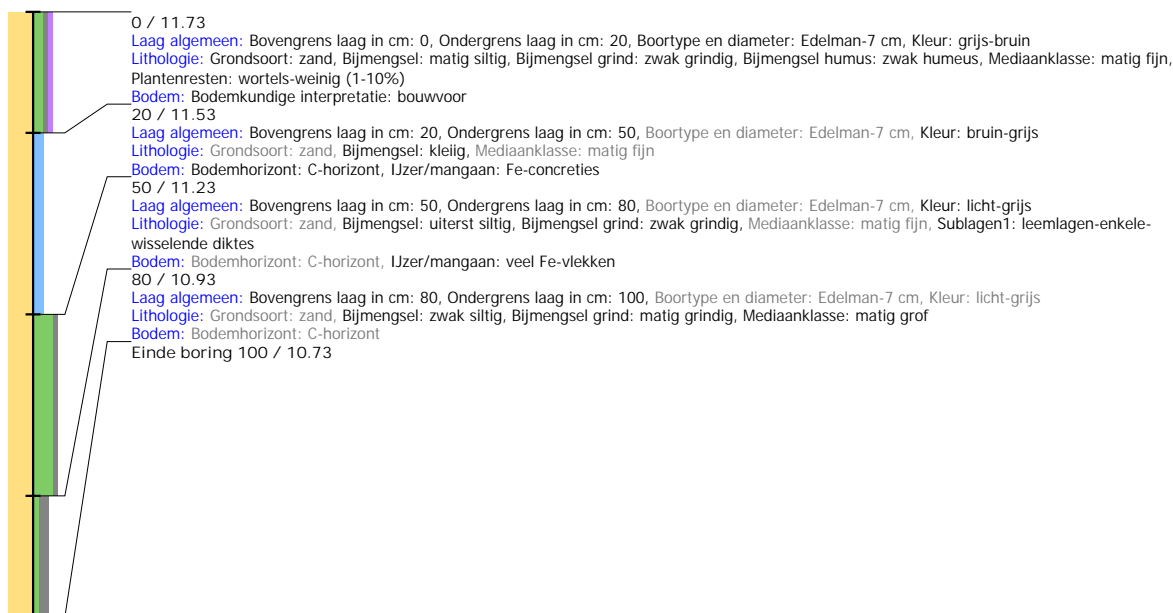 0 / 11.73
Laag algemeen: Bovengrens laag in cm: 0, Ondergrens laag in cm: 20, Boortype en diameter: Edelman-7 cm, Kleur: grijs-bruin
Lithologie: Grondsoort: zand, Bijmengsel: matig siltig, Bijmengsel grind: zwak grindig, Bijmengsel humus: zwak humeus, Mediaanklasse: matig fijn,
Plantenresten: wortels-weinig (1-10%)
Bodem: Bodemkundige interpretatie: bouwvoor
20 / 11.53
Laag algemeen: Bovengrens laag in cm: 20, Ondergrens laag in cm: 50, Boortype en diameter: Edelman-7 cm, Kleur: bruin-grijs
Lithologie: Grondsoort: zand, Bijmengsel: kleiig, Mediaanklasse: matig fijn
Bodem: Bodemhorizont: C-horizont, IJzer/mangaan: Fe-concreties
50 / 11.23
Laag algemeen: Bovengrens laag in cm: 50, Ondergrens laag in cm: 80, Boortype en diameter: Edelman-7 cm, Kleur: licht-grijs
Lithologie: Grondsoort: zand, Bijmengsel: uiterst siltig, Bijmengsel grind: zwak grindig, Mediaanklasse: matig fijn, Sublagen1: leemlagen-enkele-
wisselende diktes
Bodem: Bodemhorizont: C-horizont, IJzer/mangaan: veel Fe-vlekken
80 / 10.93
Laag algemeen: Bovengrens laag in cm: 80, Ondergrens laag in cm: 100, Boortype en diameter: Edelman-7 cm, Kleur: licht-grijs
Lithologie: Grondsoort: zand, Bijmengsel: zwak siltig, Bijmengsel grind: matig grindig, Mediaanklasse: matig grof
Bodem: Bodemhorizont: C-horizont
Einde boring 100 / 10.73